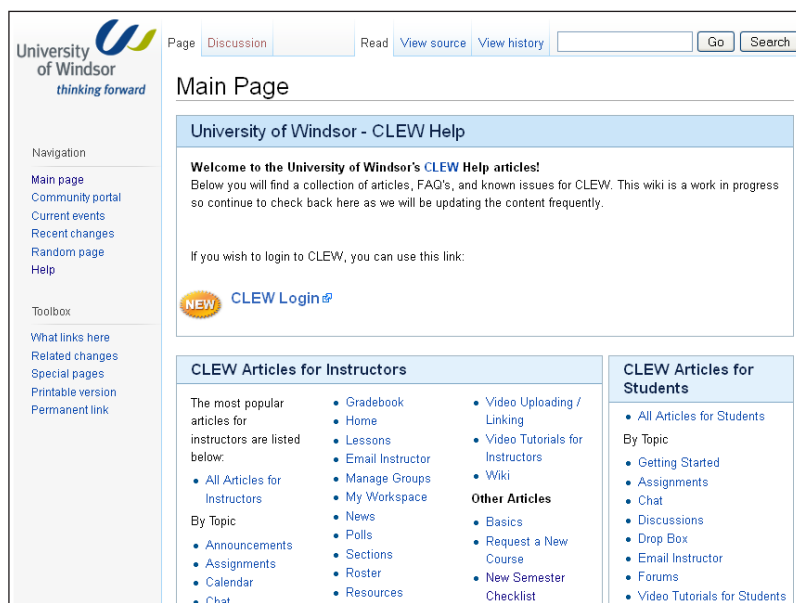 University
of Windsor
thinking forward
Page Discussion Read View source View history Go Search
Main Page
Navigation
Main page
Community portal
Current events
Recent changes
Random page
Help
Toolbox
What links here
Related changes
Special pages
Printable version
Permanent link
University of Windsor - CLEW Help
Welcome to the University of Windsor's CLEW Help articles!
Below you will find a collection of articles, FAQ's, and known issues for CLEW. This wiki is a work in progress
so continue to check back here as we will be updating the content frequently.
If you wish to login to CLEW, you can use this link:
NEW CLEW Login
CLEW Articles for Instructors
The most popular
articles for
instructors are listed
below:
All Articles for
Instructors
By Topic
Announcements
Assignments
Calendar
Chat
Gradebook
Home
Lessons
Email Instructor
Manage Groups
My Workspace
News
Polls
Sections
Roster
Resources
Video Uploading /
Linking
Video Tutorials for
Instructors
Wiki
Other Articles
Basics
Request a New
Course
New Semester
Checklist
CLEW Articles for
Students
All Articles for Students
By Topic
Getting Started
Assignments
Chat
Discussions
Drop Box
Email Instructor
Forums
Video Tutorials for Students